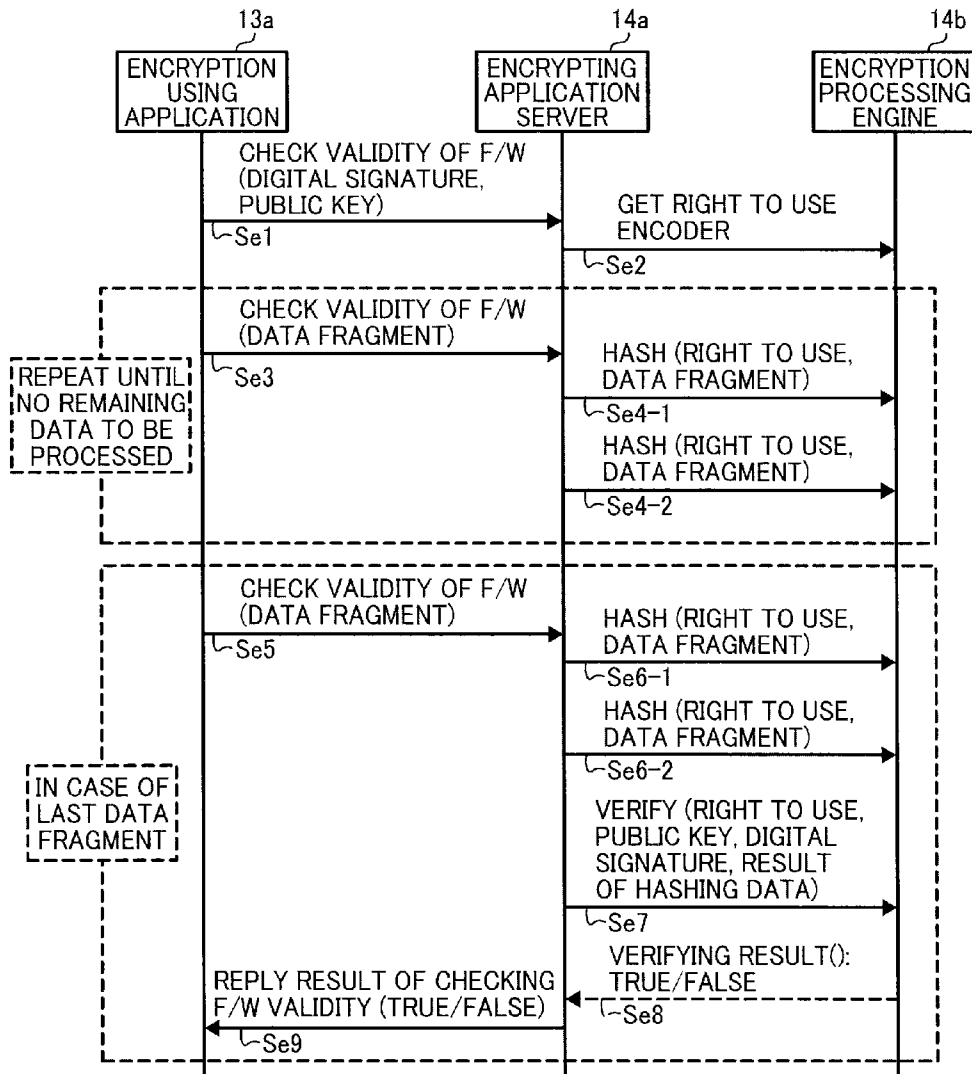 13a
14a
14b
ENCRYPTION
USING
APPLICATION
ENCRYPTING
APPLICATION
SERVER
ENCRYPTION
PROCESSING
ENGINE
CHECK VALIDITY OF F/W
(DIGITAL SIGNATURE,
PUBLIC KEY)
Se1
GET RIGHT TO USE
ENCODER
Se2
REPEAT UNTIL
NO REMAINING
DATA TO BE
PROCESSED
CHECK VALIDITY OF F/W
(DATA FRAGMENT)
Se3
HASH (RIGHT TO USE,
DATA FRAGMENT)
Se4-1
HASH (RIGHT TO USE,
DATA FRAGMENT)
Se4-2
IN CASE OF
LAST DATA
FRAGMENT
CHECK VALIDITY OF F/W
(DATA FRAGMENT)
Se5
HASH (RIGHT TO USE,
DATA FRAGMENT)
Se6-1
HASH (RIGHT TO USE,
DATA FRAGMENT)
Se6-2
VERIFY (RIGHT TO USE,
PUBLIC KEY, DIGITAL
SIGNATURE, RESULT
OF HASHING DATA)
Se7
VERIFYING RESULT():
TRUE/FALSE
Se8
REPLY RESULT OF CHECKING
F/W VALIDITY (TRUE/FALSE)
Se9